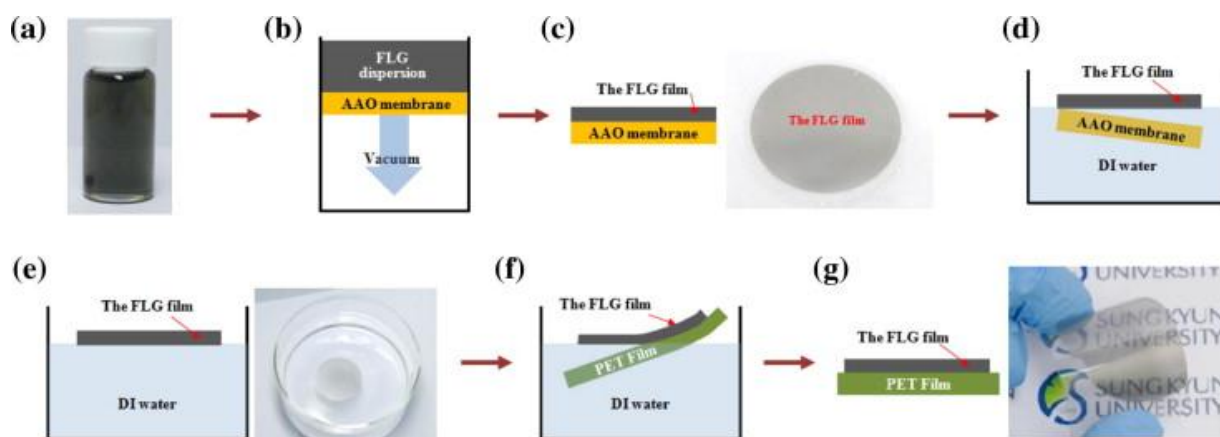 (a)
(b)
FLG
dispersion
AAO membrane
Vacuum
(c)
The FLG film
AAO membrane
The FLG film
(d)
The FLG film
AAO membrane
DI water
(e)
The FLG film
DI water
(f)
The FLG film
PET Film
DI water
(g)
The FLG film
PET Film
UNIVERSITY
SUNGKYUN
UNIVERSITY
SUNGKYUN
UNIVERSITY